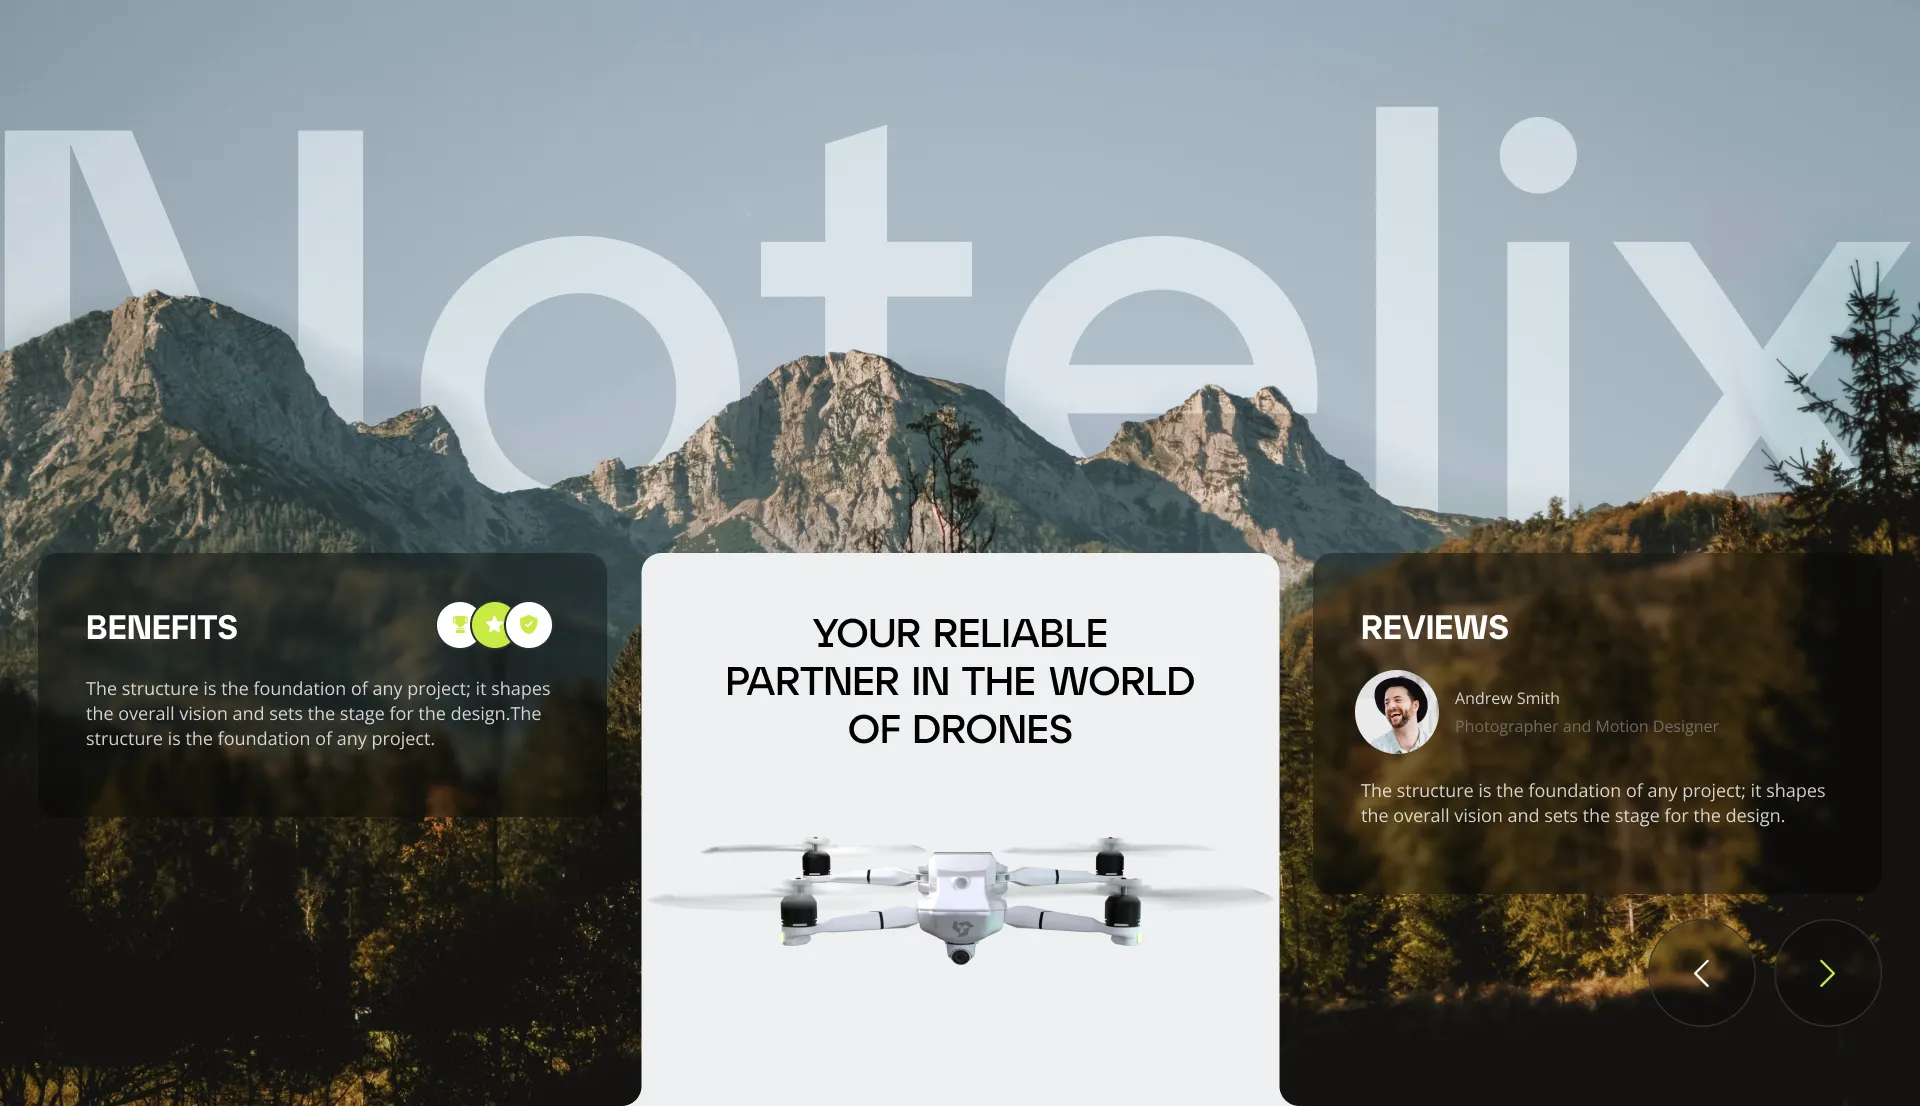 Notelix
BENEFITS
The structure is the foundation of any project; it shapes
the overall vision and sets the stage for the design.The
structure is the foundation of any project.
YOUR RELIABLE
PARTNER IN THE WORLD
OF DRONES
REVIEWS
Andrew Smith
Photographer and Motion Designer
The structure is the foundation of any project; it shapes
the overall vision and sets the stage for the design.